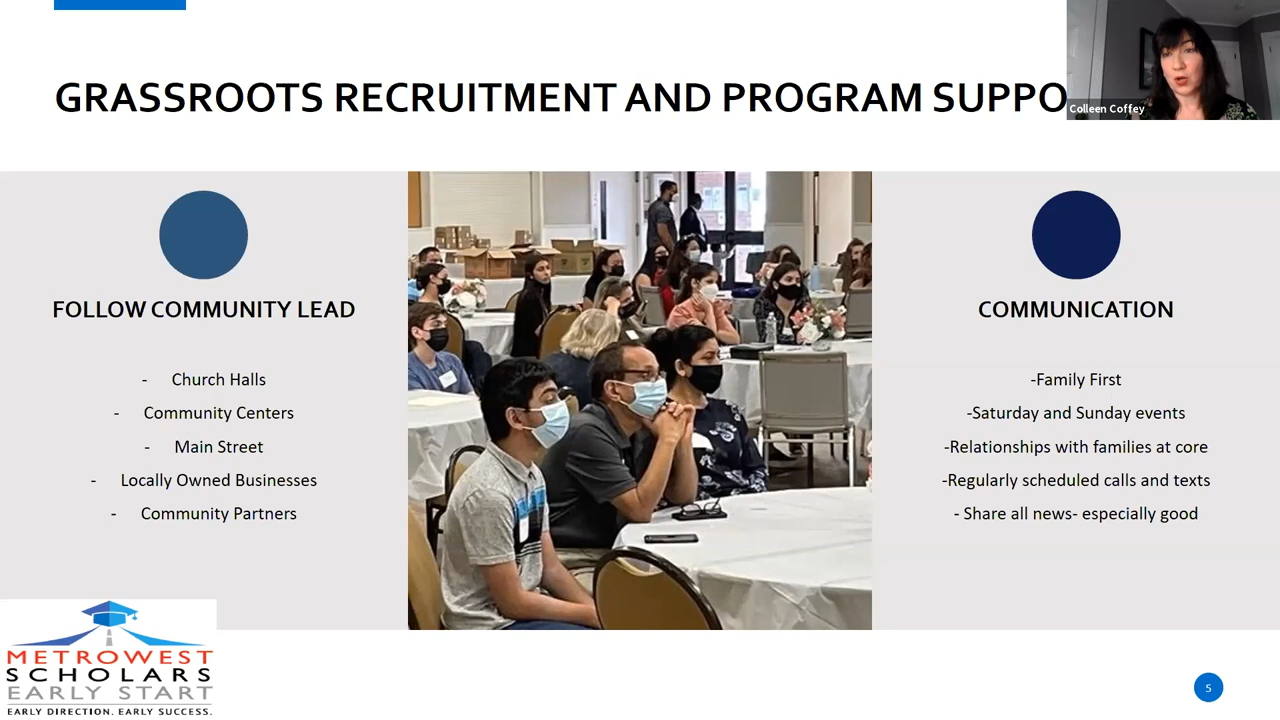 GRASSROOTS RECRUITMENT AND PROGRAM SUPPO
Colleen Coffey
FOLLOW COMMUNITY LEAD
- Church Halls
- Community Centers
- Main Street
- Locally Owned Businesses
- Community Partners
COMMUNICATION
-Family First
-Saturday and Sunday events
-Relationships with families at core
-Regularly scheduled calls and texts
- Share all news- especially good
METROWEST
SCHOLARS
EARLY START
EARLY DIRECTION. EARLY SUCCESS.
5